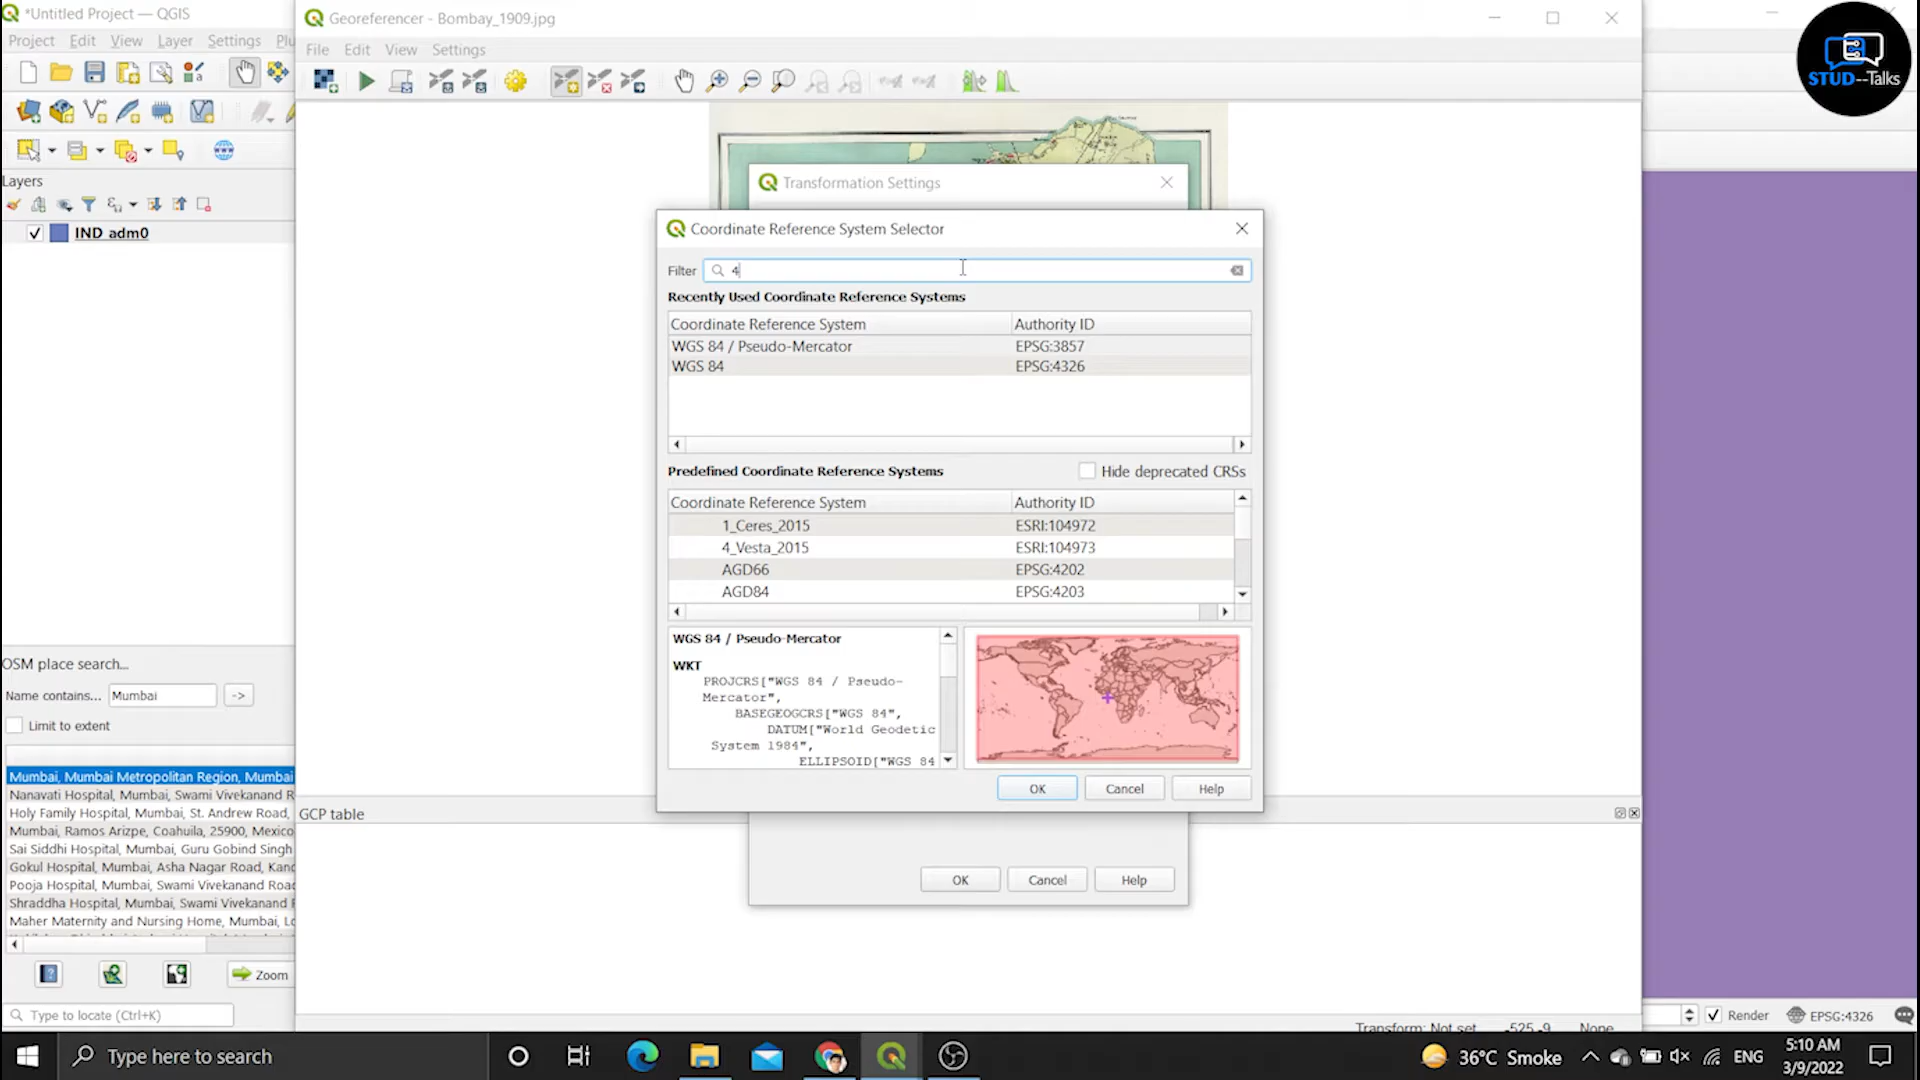 *Untitled Project — QGIS
Project Edit View Layer Settings
Georeferencer - Bombay_1909.jpg
File Edit View Settings
STUD--Talks
Layers
IND_adm0
Transformation Settings
Coordinate Reference System Selector
Filter 4
Recently Used Coordinate Reference Systems
Coordinate Reference System Authority ID
WGS 84 / Pseudo-Mercator EPSG:3857
WGS 84 EPSG:4326
Predefined Coordinate Reference Systems Hide deprecated CRSs
Coordinate Reference System Authority ID
1_Ceres_2015 ESRI:104972
4_Vesta_2015 ESRI:104973
AGD66 EPSG:4202
AGD84 EPSG:4203
WGS 84 / Pseudo-Mercator
WKT
PROJCRS["WGS 84 / Pseudo-
Mercator",
BASEGEOGCRS["WGS 84",
DATUM["World Geodetic
System 1984",
ELLIPSOID["WGS 84
OK Cancel Help
OK Cancel Help
OSM place search...
Name contains... Mumbai ->
Limit to extent
Mumbai, Mumbai Metropolitan Region, Mumbai
Nanavati Hospital, Mumbai, Swami Vivekanand R
Holy Family Hospital, Mumbai, St. Andrew Road,
Mumbai, Ramos Arizpe, Coahuila, 25900, Mexico
Sai Siddhi Hospital, Mumbai, Guru Gobind Singh
Gokul Hospital, Mumbai, Asha Nagar Road, Kand
Pooja Hospital, Mumbai, Swami Vivekanand Road
Shraddha Hospital, Mumbai, Swami Vivekanand R
Maher Maternity and Nursing Home, Mumbai, Lo
Zoom
Type to locate (Ctrl+K)
GCP table
Transform: Not set -525,-9 None
Render EPSG:4326
Type here to search
36°C Smoke
ENG
5:10 AM
3/9/2022